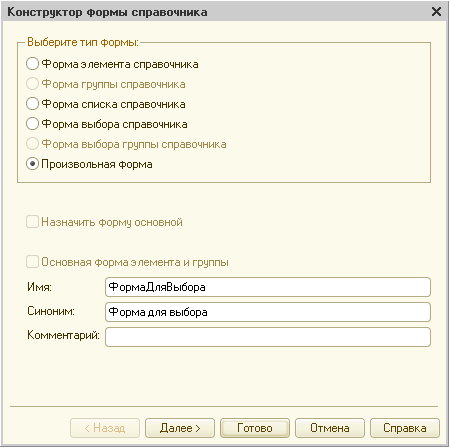 Конструктор формы справочника
Выберите тип формы:
Форма элемента справочника
Форма группы справочника
Форма списка справочника
Форма выбора справочника
Форма выбора группы справочника
Произвольная форма
Назначить форму основной
Основная форма элемента и группы
Имя: ФормаДляВыбора
Синоним: Форма для выбора
Комментарий:
< Назад Далее > Готово Отмена Справка